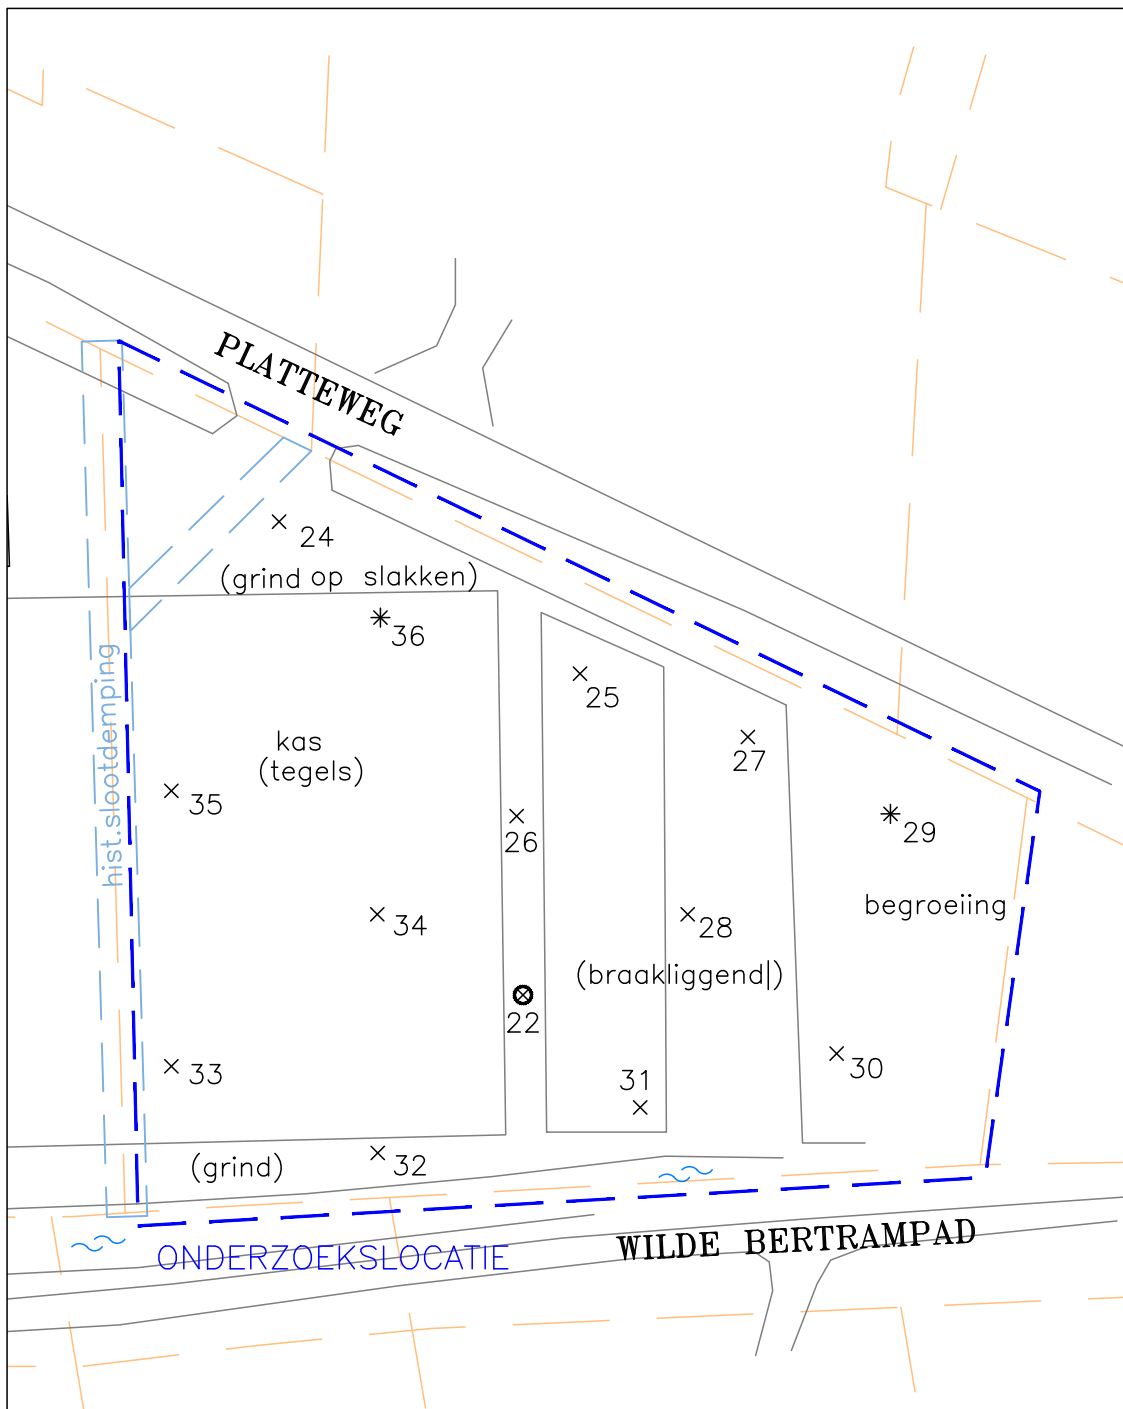 PLATTEWEG
24
(grind op slakken)
36
hist.slootdemping
25
kas
(tegels)
27
35
26
29
begroeiing
34
28
(braakliggend|)
22
33
31
30
(grind)
32
ONDERZOEKSLOCATIE
WILDE BERTRAMPAD